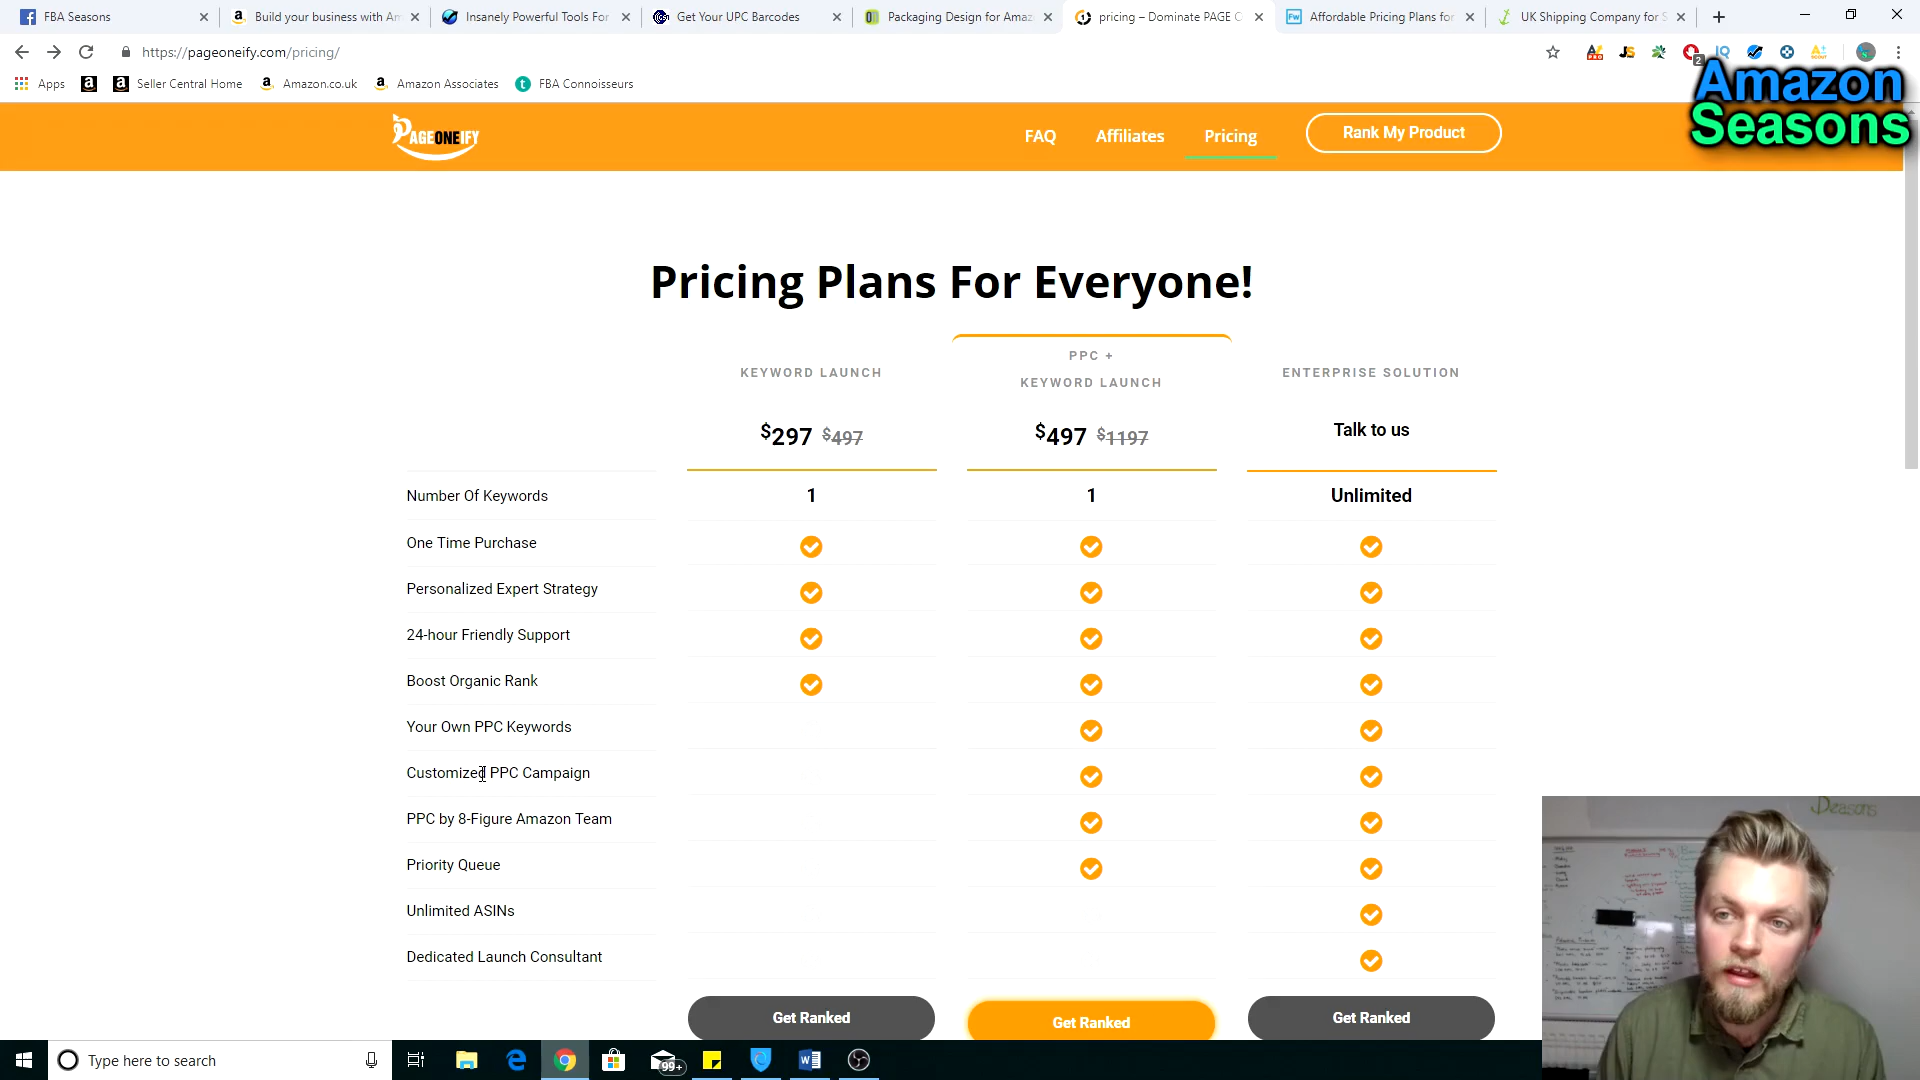 FBA Seasons
Build your business with Am
Insanely Powerful Tools For
Get Your UPC Barcodes
Packaging Design for Amaz
pricing – Dominate PAGE O
Affordable Pricing Plans for
UK Shipping Company for S
https://pageoneify.com/pricing/
Apps
Seller Central Home
Amazon.co.uk
Amazon Associates
FBA Connoisseurs
Amazon
Seasons
PAGEONEIFY
FAQ
Affiliates
Pricing
Rank My Product
Pricing Plans For Everyone!
KEYWORD LAUNCH
PPC +
KEYWORD LAUNCH
ENTERPRISE SOLUTION
$297 $497
$497 $1197
Talk to us
Number Of Keywords 1 1 Unlimited
One Time Purchase
Personalized Expert Strategy
24-hour Friendly Support
Boost Organic Rank
Your Own PPC Keywords
Customized PPC Campaign
PPC by 8-Figure Amazon Team
Priority Queue
Unlimited ASINs
Dedicated Launch Consultant
Get Ranked
Get Ranked
Get Ranked
Seasons
Type here to search
99+